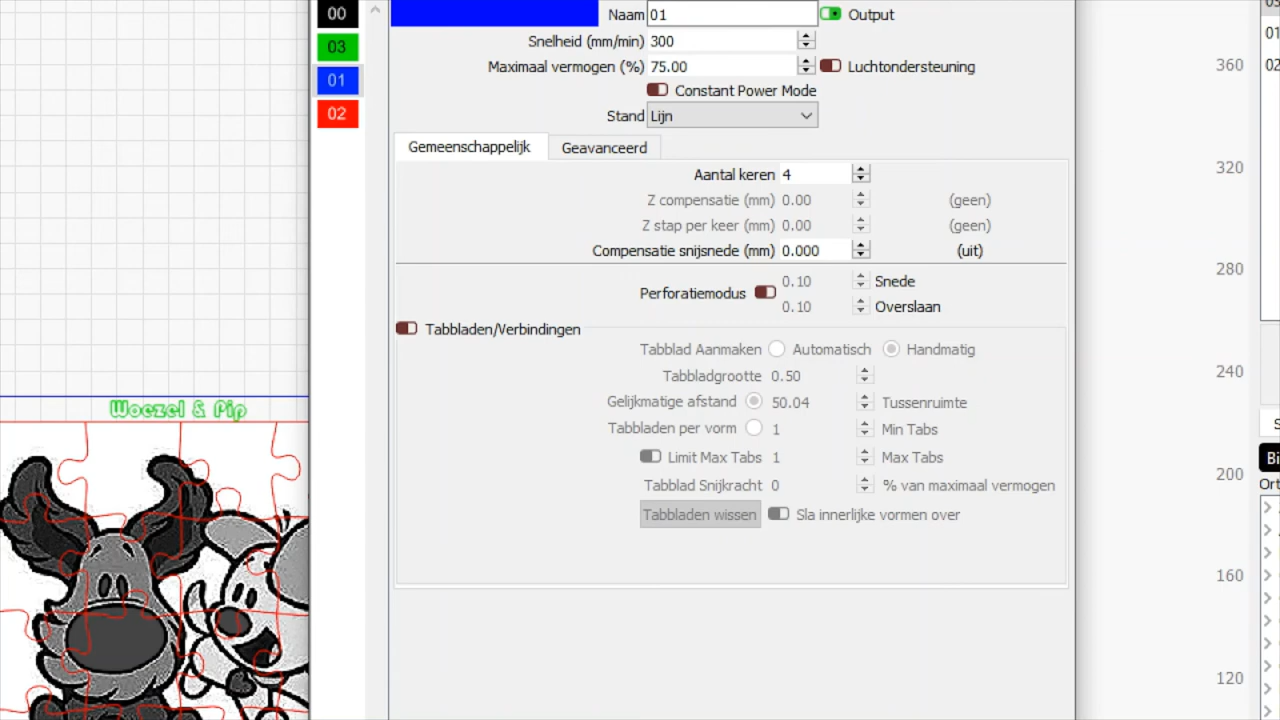 00
03
01
02
Naam 01 Output
Snelheid (mm/min) 300
Maximaal vermogen (%) 75.00 Luchtondersteuning
Constant Power Mode
Stand Lijn
Gemeenschappelijk Geavanceerd
Aantal keren 4
Z compensatie (mm) 0.00 (geen)
Z stap per keer (mm) 0.00 (geen)
Compensatie snijsnede (mm) 0.000 (uit)
Perforatiemodus 0.10 Snede
0.10 Overslaan
Tabbladen/Verbindingen
Tabblad Aanmaken Automatisch Handmatig
Tabbladgrootte 0.50
Gelijkmatige afstand 50.04 Tussenruimte
Tabbladen per vorm 1 Min Tabs
Limit Max Tabs 1 Max Tabs
Tabblad Snijkracht 0 % van maximaal vermogen
Tabbladen wissen Sla innerlijke vormen over
Woezel & Pip
360
320
280
240
200
160
120
01
02
Bi
Ort